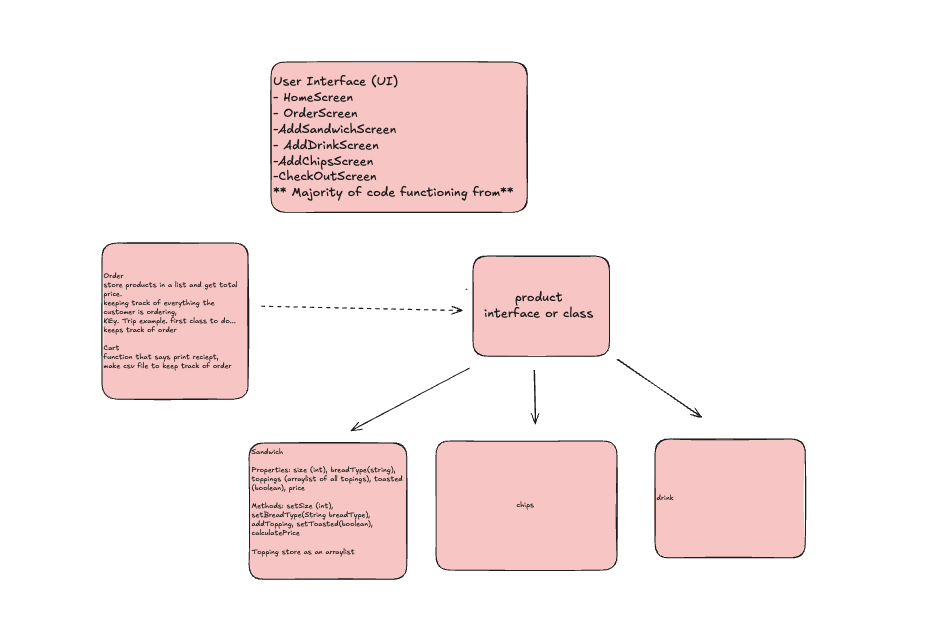 User Interface (UI)
- HomeScreen
- OrderScreen
-AddSandwichScreen
- AddDrinkScreen
-AddChipsScreen
-CheckOutScreen
** Majority of code functioning from**
Order
store products in a list and get total
price.
keeping track of everything the
customer is ordering,
KEy. Trip example. first class to do...
keeps track of order
Cart
function that says print reciept,
make csv file to keep track of order
product
interface or class
Sandwich
Properties: size (int), breadType(string),
toppings (arraylist of all topings), toasted
(boolean), price
Methods: setSize (int),
setBreadType(String breadType),
addTopping, setToasted(boolean),
calculatePrice
Topping store as an arraylist
chips
drink